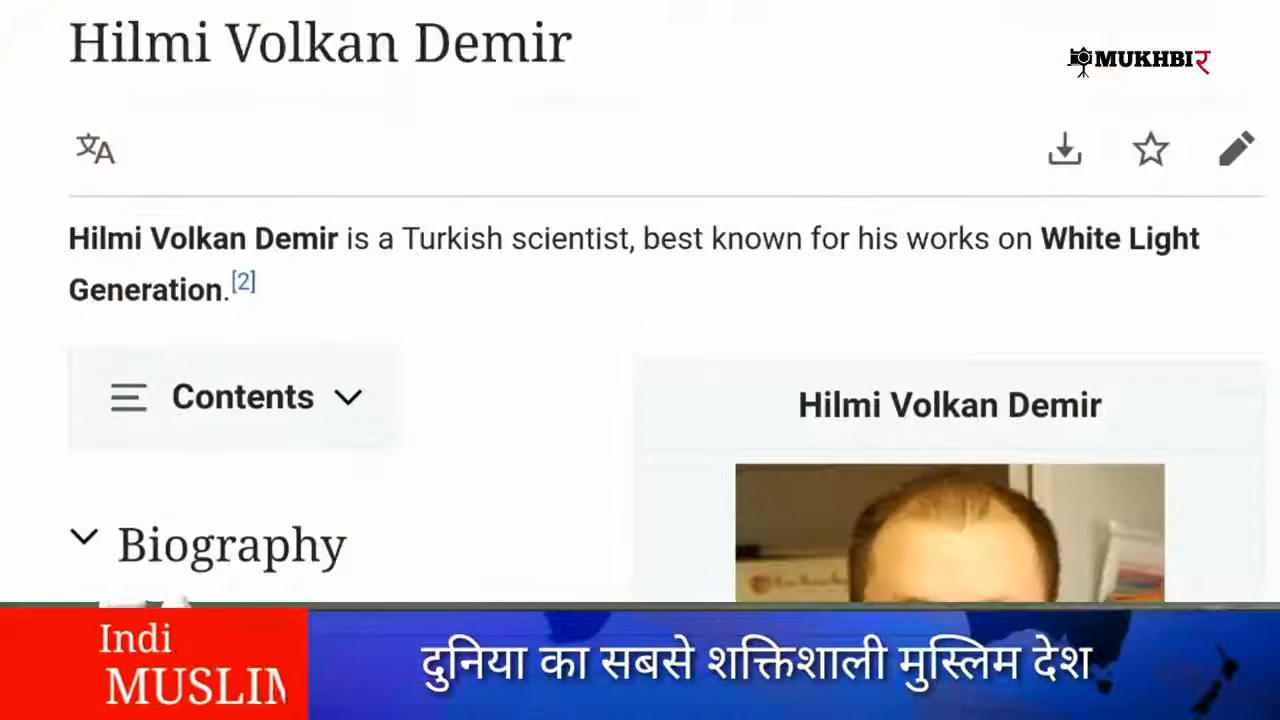 Hilmi Volkan Demir
MUKHBIर
Hilmi Volkan Demir is a Turkish scientist, best known for his works on White Light
Generation.[2]
Contents
Hilmi Volkan Demir
Biography
Indi
MUSLIM
दुनिया का सबसे शक्तिशाली मुस्लिम देश